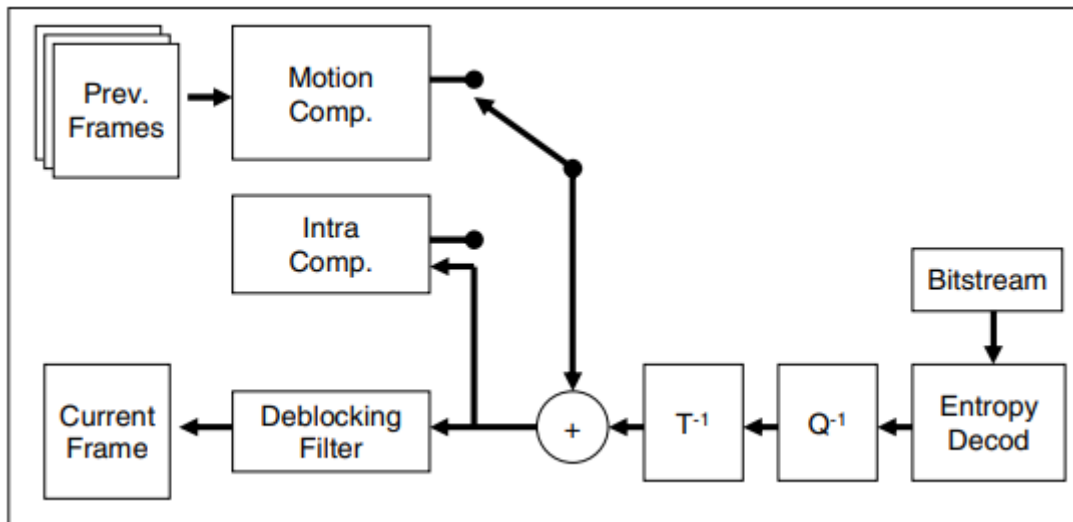 Prev.
Frames
Motion
Comp.
Intra
Comp.
Bitstream
Current
Frame
Deblocking
Filter
+
T⁻¹
Q⁻¹
Entropy
Decod